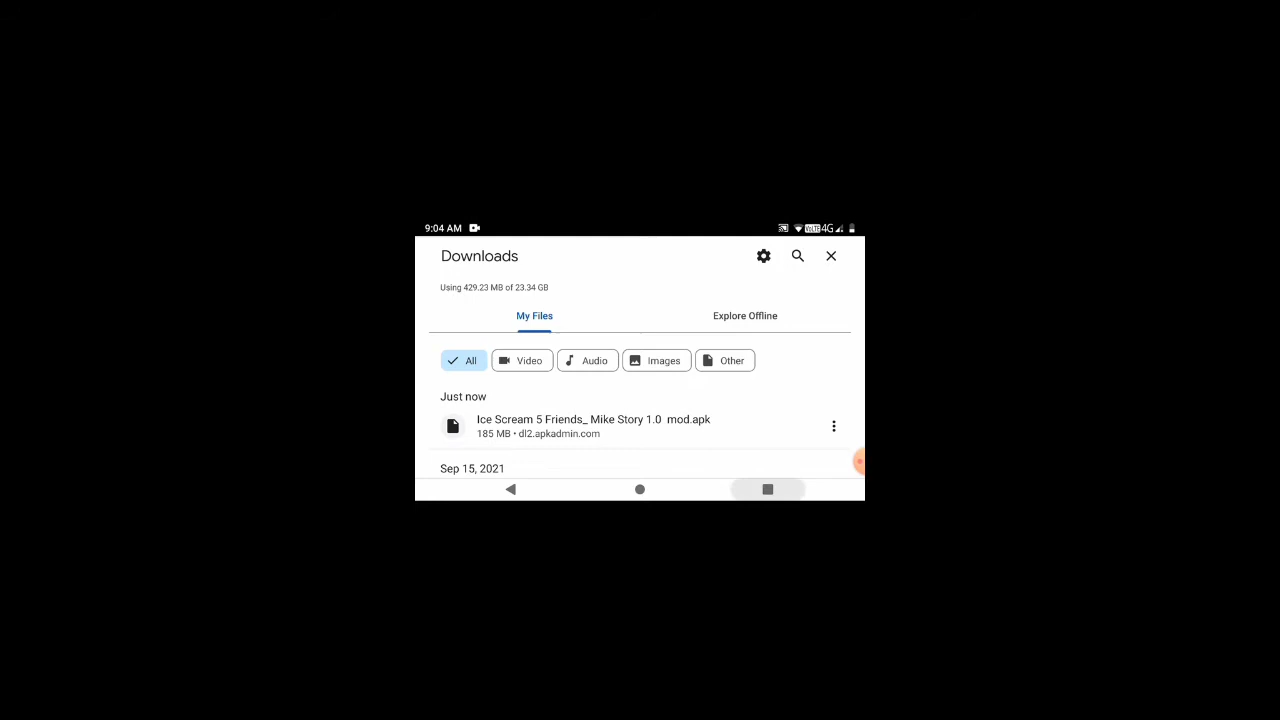 9:04 AM VoLTE 4G
Downloads
Using 429.23 MB of 23.34 GB
My Files Explore Offline
All Video Audio Images Other
Just now
Ice Scream 5 Friends_ Mike Story 1.0  mod.apk
185 MB • dl2.apkadmin.com
Sep 15, 2021